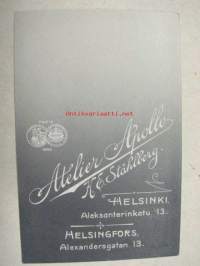 Atelier Apollo
K. E. Ståhlberg.
HELSINKI.
Aleksanterinkatu 13.
HELSINGFORS.
Alexandersgatan 13.